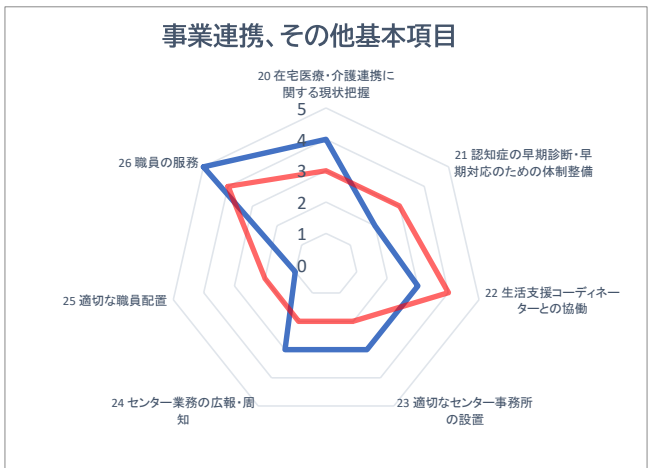 事業連携、その他基本項目
20 在宅医療・介護連携に
関する現状把握
5
4
3
2
1
0
21 認知症の早期診断・早
期対応のための体制整備
22 生活支援コーディネー
ターとの協働
23 適切なセンター事務所
の設置
24 センター業務の広報・周
知
25 適切な職員配置
26 職員の服務